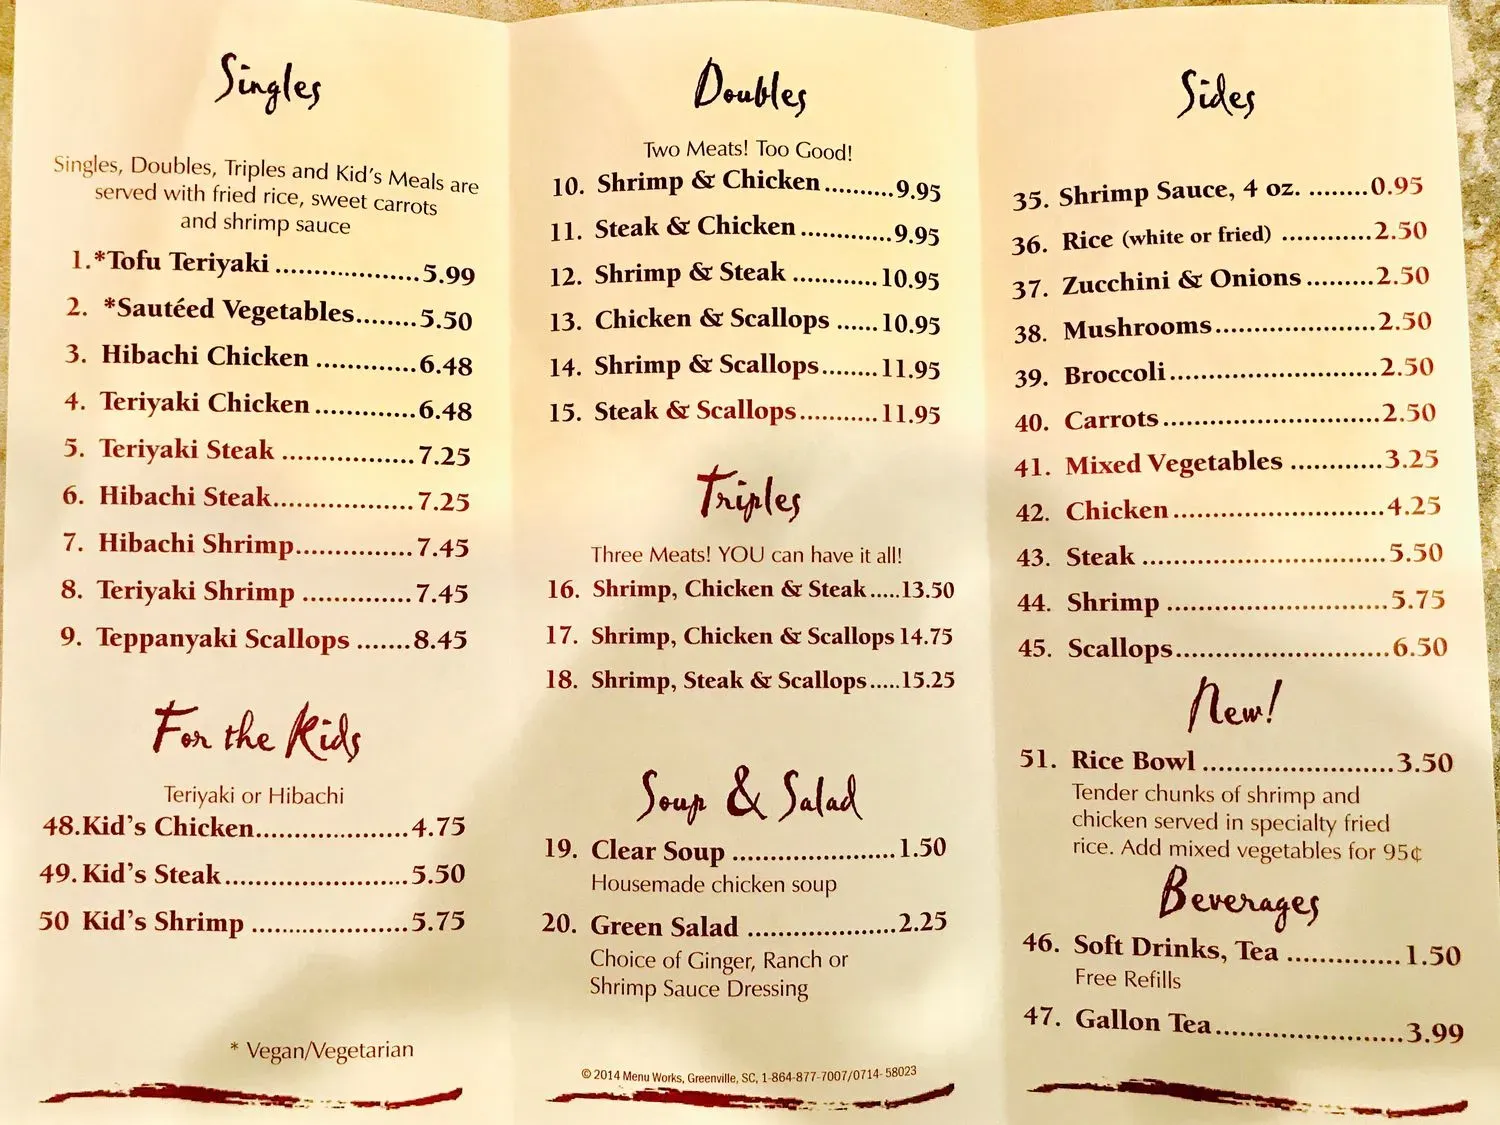 Singles
Singles, Doubles, Triples and Kid's Meals are
served with fried rice, sweet carrots
and shrimp sauce
1.*Tofu Teriyaki ..................5.99
2. *Sautéed Vegetables........5.50
3. Hibachi Chicken .............6.48
4. Teriyaki Chicken .............6.48
5. Teriyaki Steak .................7.25
6. Hibachi Steak..................7.25
7. Hibachi Shrimp...............7.45
8. Teriyaki Shrimp ..............7.45
9. Teppanyaki Scallops .......8.45
For the Kids
Teriyaki or Hibachi
48.Kid's Chicken....................4.75
49. Kid's Steak........................5.50
50 Kid's Shrimp ....................5.75
* Vegan/Vegetarian
Doubles
Two Meats! Too Good!
10. Shrimp & Chicken.........9.95
11. Steak & Chicken............9.95
12. Shrimp & Steak ...........10.95
13. Chicken & Scallops ......10.95
14. Shrimp & Scallops........11.95
15. Steak & Scallops..........11.95
Triples
Three Meats! YOU can have it all!
16. Shrimp, Chicken & Steak.....13.50
17. Shrimp, Chicken & Scallops 14.75
18. Shrimp, Steak & Scallops.....15.25
Soup & Salad
19. Clear Soup .....................1.50
Housemade chicken soup
20. Green Salad ...................2.25
Choice of Ginger, Ranch or
Shrimp Sauce Dressing
© 2014 Menu Works, Greenville, SC, 1-864-877-7007/0714- 58023
Sides
35. Shrimp Sauce, 4 oz. ........0.95
36. Rice (white or fried) ............2.50
37. Zucchini & Onions .........2.50
38. Mushrooms.....................2.50
39. Broccoli...........................2.50
40. Carrots............................2.50
41. Mixed Vegetables ............3.25
42. Chicken...........................4.25
43. Steak ...............................5.50
44. Shrimp ............................5.75
45. Scallops............................6.50
New!
51. Rice Bowl .........................3.50
Tender chunks of shrimp and
chicken served in specialty fried
rice. Add mixed vegetables for 95¢
Beverages
46. Soft Drinks, Tea ...............1.50
Free Refills
47. Gallon Tea.........................3.99